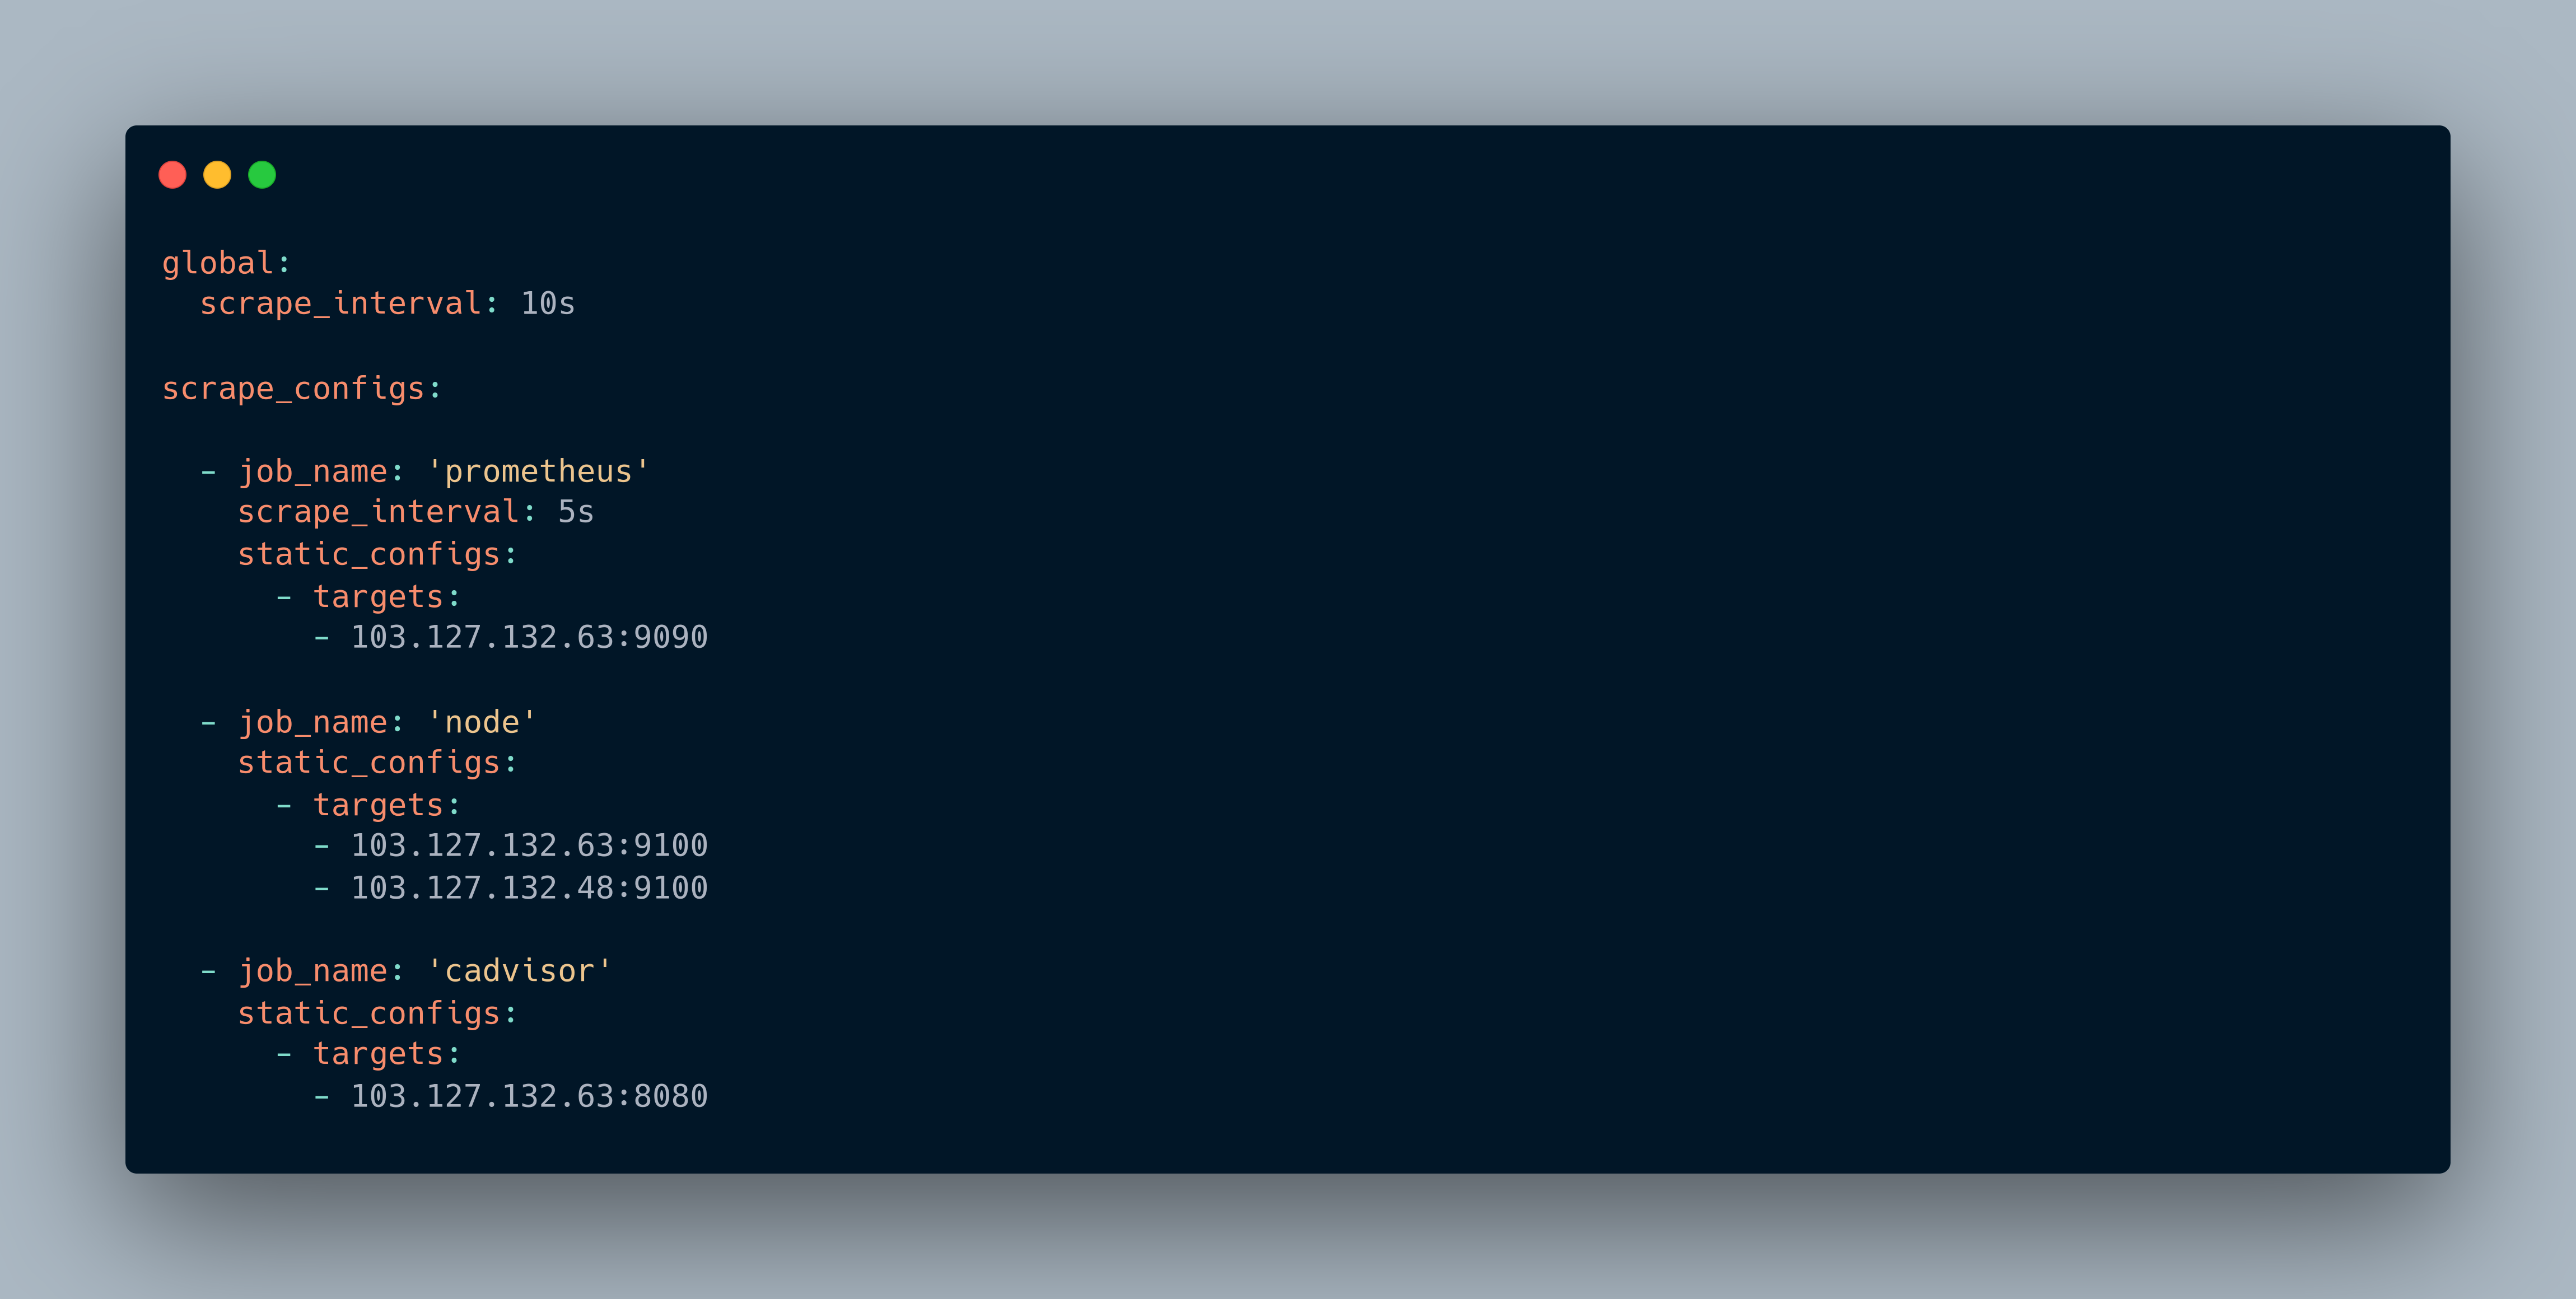 global:
  scrape_interval: 10s

scrape_configs:

  - job_name: 'prometheus'
    scrape_interval: 5s
    static_configs:
      - targets:
        - 103.127.132.63:9090

  - job_name: 'node'
    static_configs:
      - targets:
        - 103.127.132.63:9100
        - 103.127.132.48:9100

  - job_name: 'cadvisor'
    static_configs:
      - targets:
        - 103.127.132.63:8080